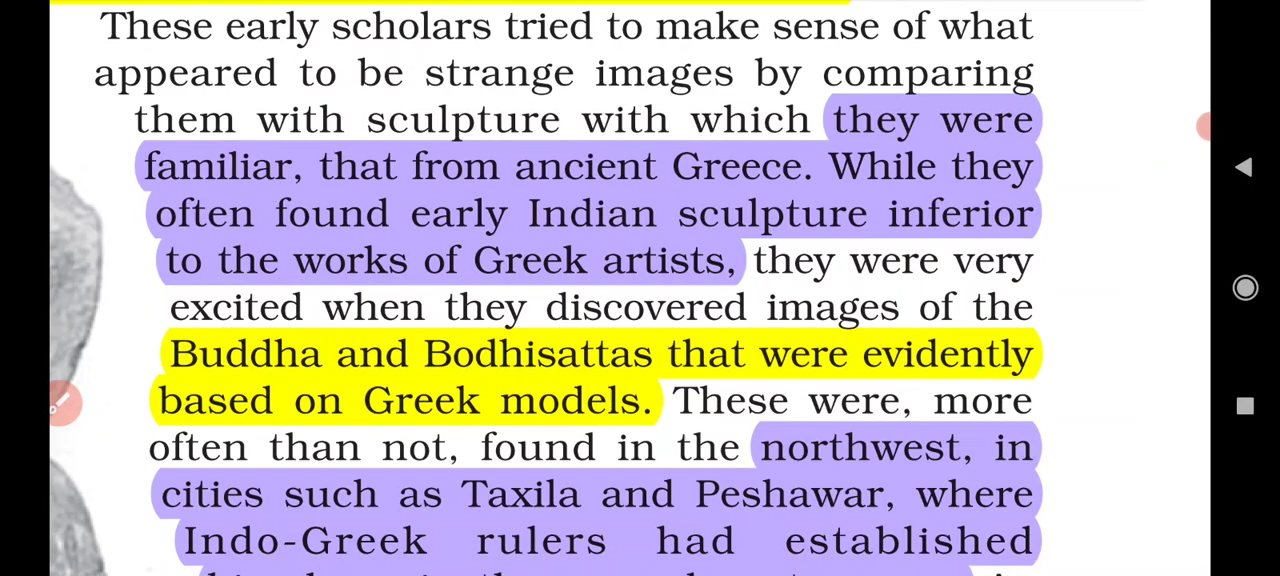 These early scholars tried to make sense of what
appeared to be strange images by comparing
them with sculpture with which they were
familiar, that from ancient Greece. While they
often found early Indian sculpture inferior
to the works of Greek artists, they were very
excited when they discovered images of the
Buddha and Bodhisattas that were evidently
based on Greek models. These were, more
often than not, found in the northwest, in
cities such as Taxila and Peshawar, where
Indo-Greek rulers had established